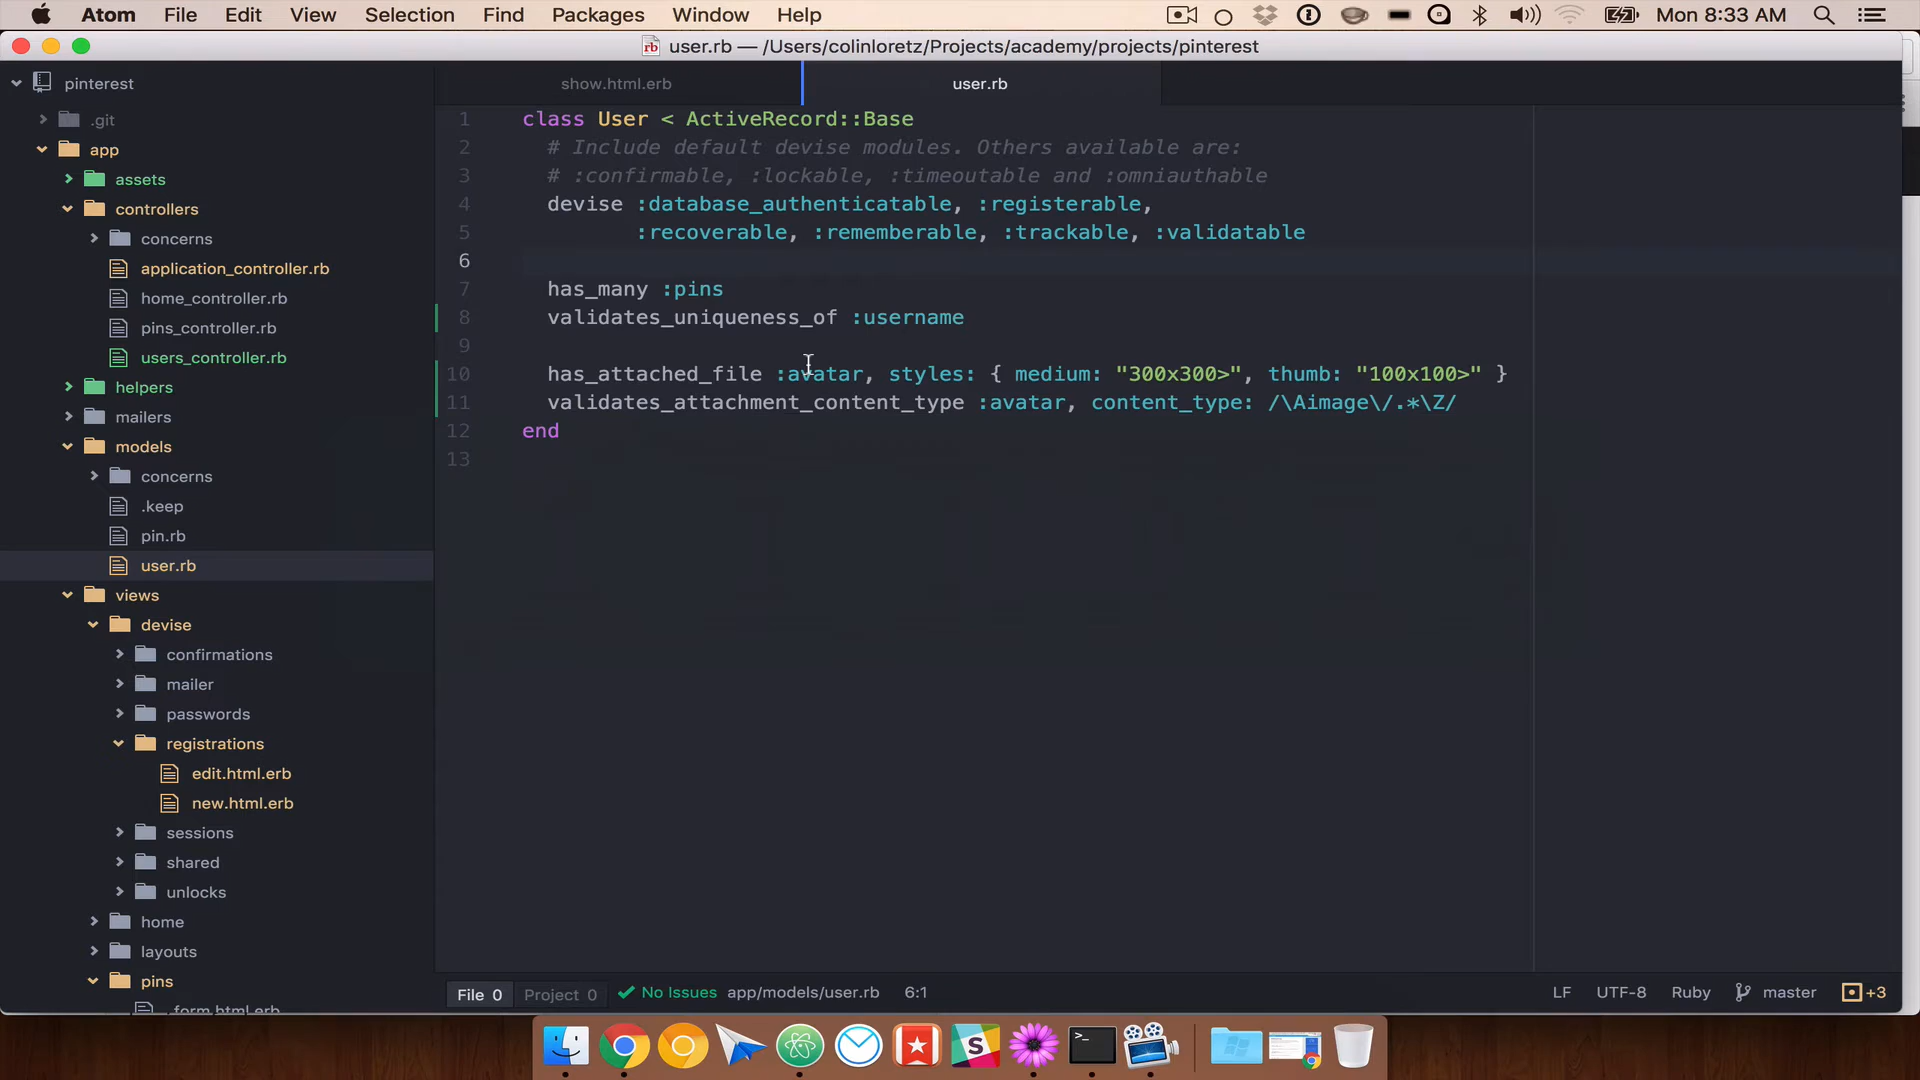 Atom File Edit View Selection Find Packages Window Help Mon 8:33 AM
user.rb — /Users/colinloretz/Projects/academy/projects/pinterest
pinterest
.git
app
assets
controllers
concerns
application_controller.rb
home_controller.rb
pins_controller.rb
users_controller.rb
helpers
mailers
models
concerns
.keep
pin.rb
user.rb
views
devise
confirmations
mailer
passwords
registrations
edit.html.erb
new.html.erb
sessions
shared
unlocks
home
layouts
pins
_form.html.erb
show.html.erb user.rb
1 class User < ActiveRecord::Base
2 # Include default devise modules. Others available are:
3 # :confirmable, :lockable, :timeoutable and :omniauthable
4 devise :database_authenticatable, :registerable,
5 :recoverable, :rememberable, :trackable, :validatable
6
7 has_many :pins
8 validates_uniqueness_of :username
9
10 has_attached_file :avatar, styles: { medium: "300x300>", thumb: "100x100>" }
11 validates_attachment_content_type :avatar, content_type: /\Aimage\/.*\Z/
12 end
13
File 0 Project 0 No Issues app/models/user.rb 6:1 LF UTF-8 Ruby master +3